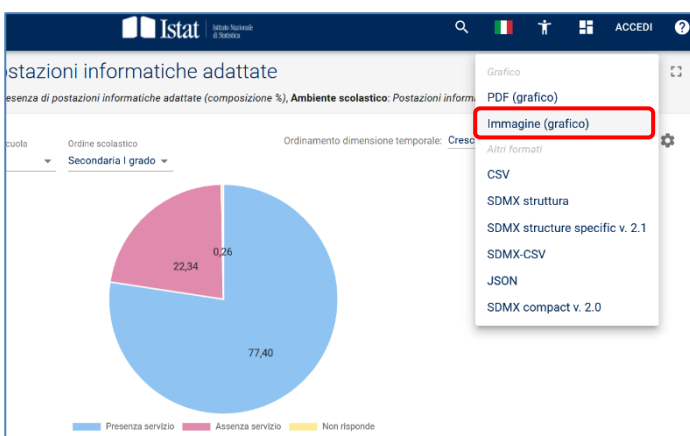 Istat
Istituto Nazionale
di Statistica
ACCEDI
?
stazioni informatiche adattate
esenza di postazioni informatiche adattate (composizione %), Ambiente scolastico: Postazioni inform
cuola
Ordine scolastico
Secondaria I grado
Ordinamento dimensione temporale: Cresc
Grafico
PDF (grafico)
Immagine (grafico)
Altri formati
CSV
SDMX struttura
SDMX structure specific v. 2.1
SDMX-CSV
JSON
SDMX compact v. 2.0
0,26
22,34
77,40
Presenza servizio Assenza servizio Non risponde